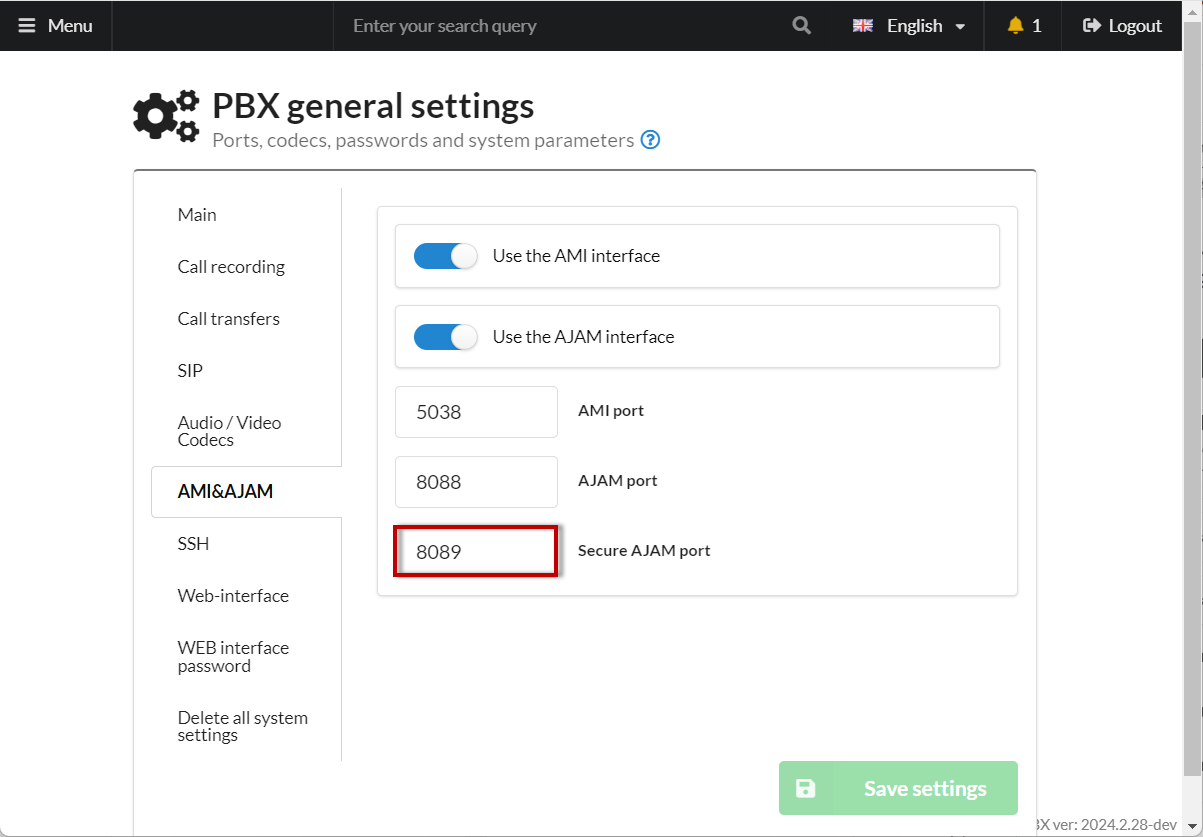 Menu
Enter your search query
English
1
Logout
PBX general settings
Ports, codecs, passwords and system parameters ?
Main
Call recording
Call transfers
SIP
Audio / Video
Codecs
AMI&AJAM
SSH
Web-interface
WEB interface
password
Delete all system
settings
Use the AMI interface
Use the AJAM interface
5038
AMI port
8088
AJAM port
8089
Secure AJAM port
Save settings
BX ver: 2024.2.28-dev